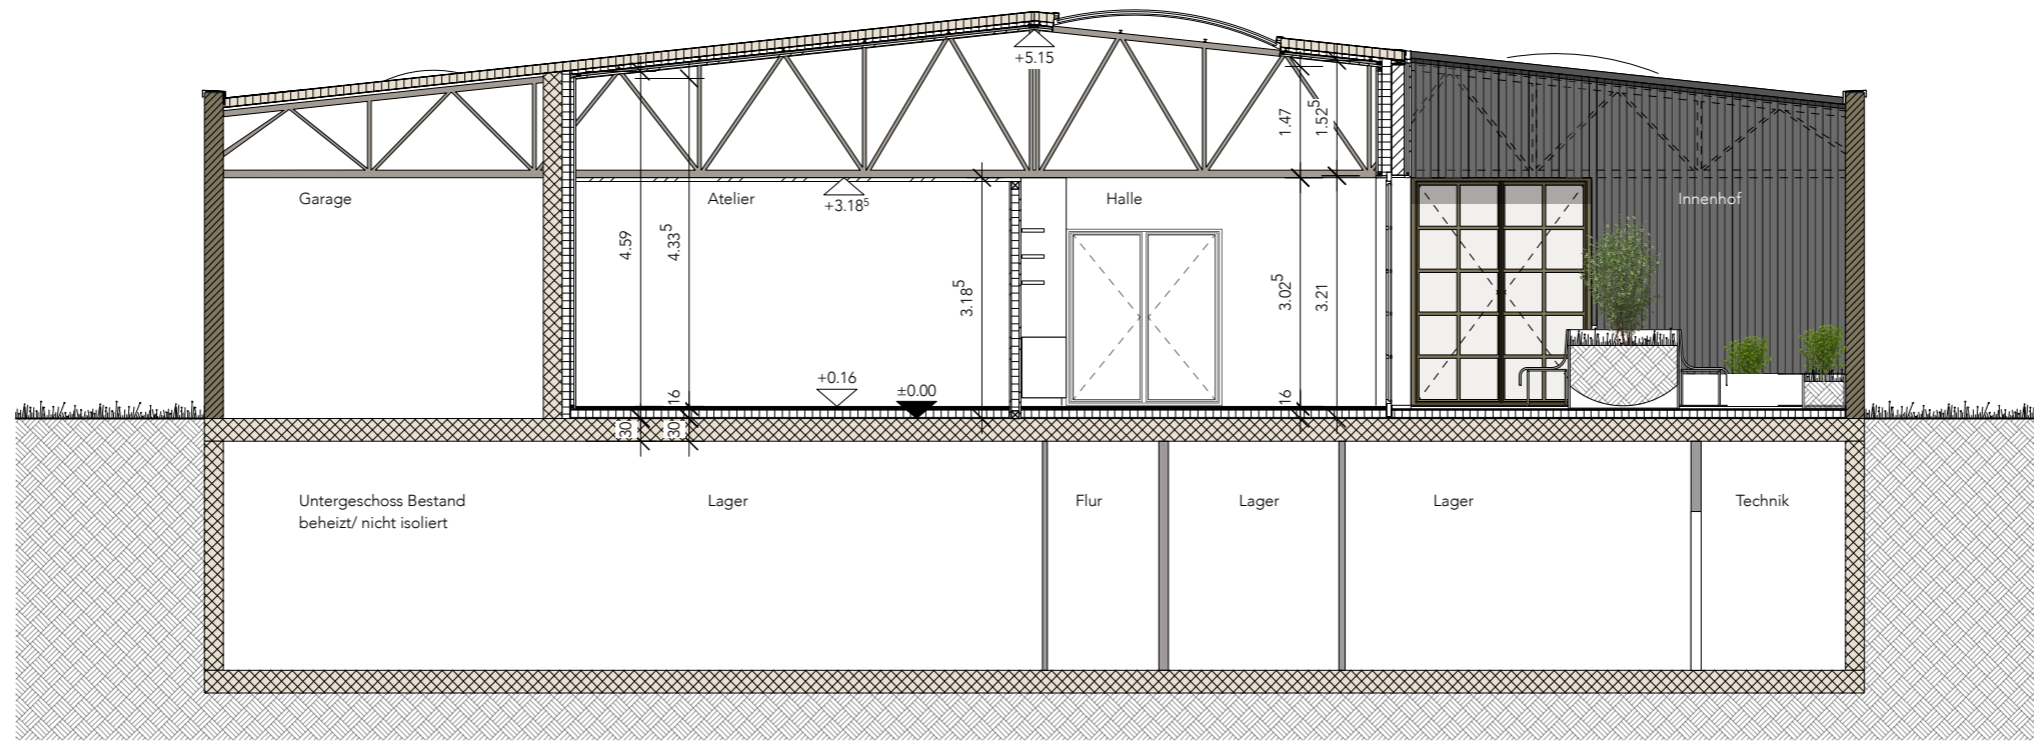 +5.15
1.47
1.52⁵
Garage
Atelier
+3.18⁵
Halle
Innenhof
4.59
4.33⁵
3.18⁵
3.02⁵
3.21
+0.16
±0.00
16
16
30
30
Untergeschoss Bestand
beheizt/ nicht isoliert
Lager
Flur
Lager
Lager
Technik